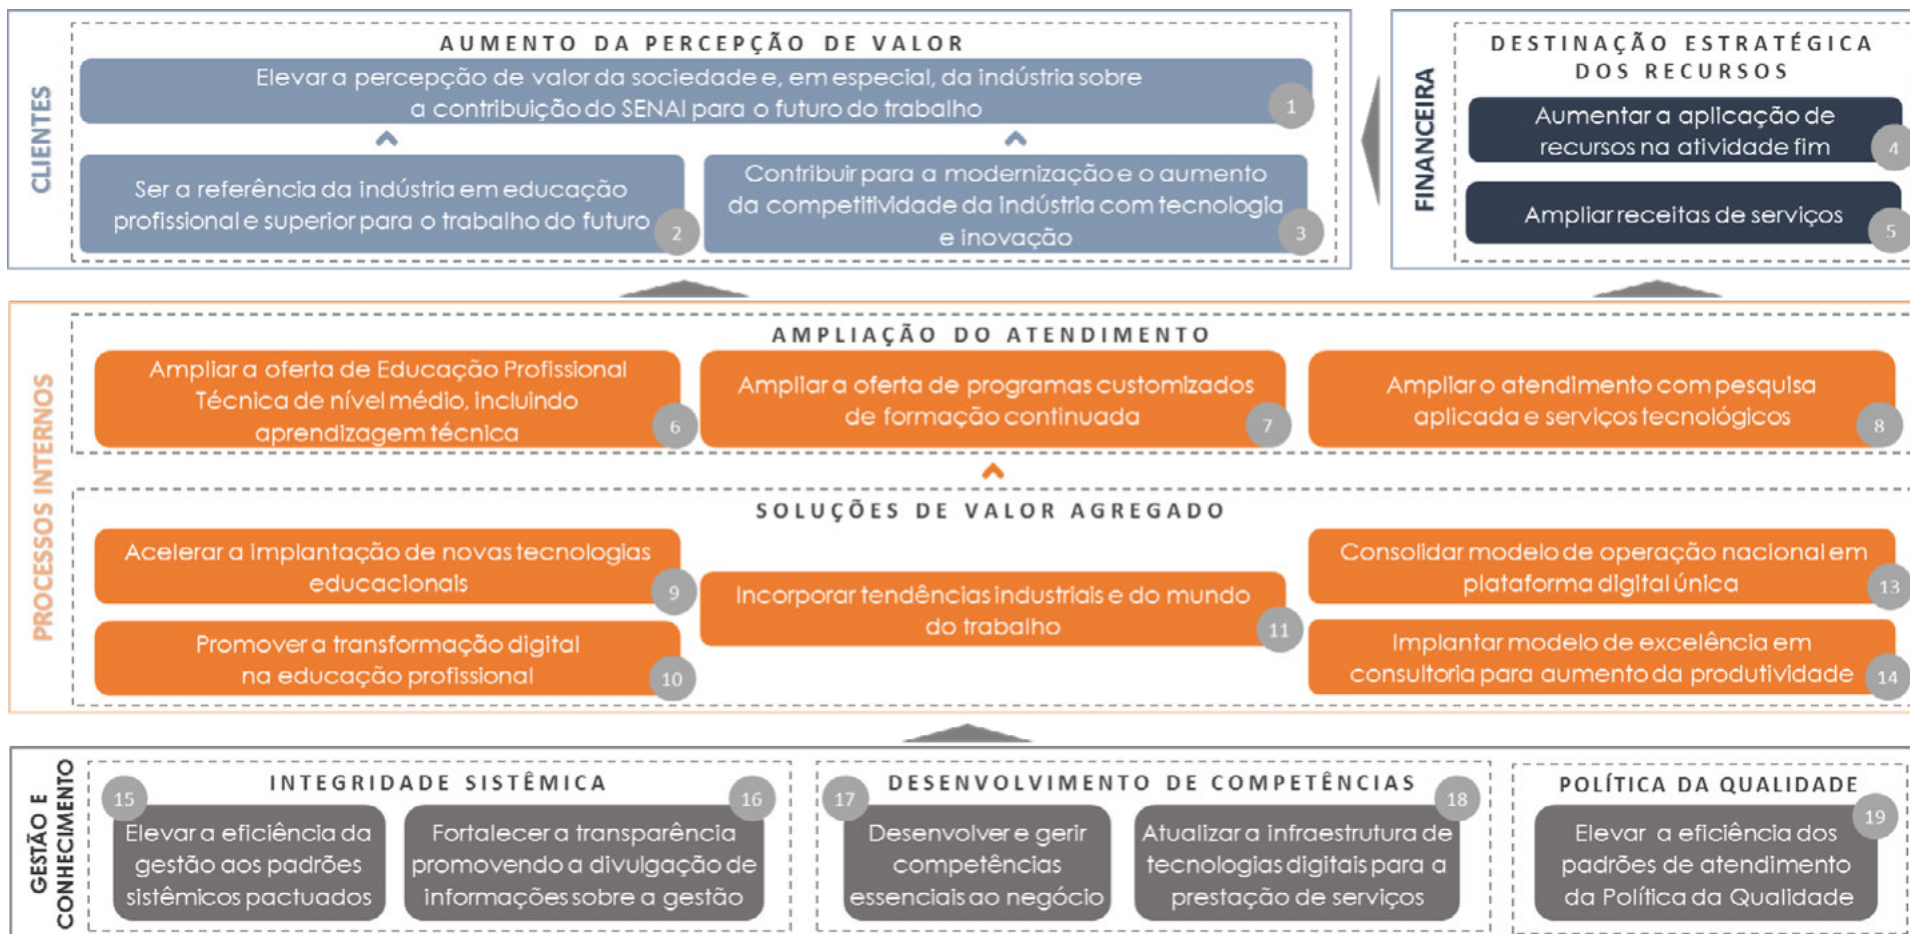 CLIENTES
AUMENTO DA PERCEPÇÃO DE VALOR
Elevar a percepção de valor da sociedade e, em especial, da indústria sobre
a contribuição do SENAI para o futuro do trabalho
1
Ser a referência da indústria em educação
profissional e superior para o trabalho do futuro
2
Contribuir para a modernização e o aumento
da competitividade da indústria com tecnologia
e inovação
3
FINANCEIRA
DESTINAÇÃO ESTRATÉGICA
DOS RECURSOS
Aumentar a aplicação de
recursos na atividade fim
4
Ampliar receitas de serviços
5
PROCESSOS INTERNOS
AMPLIAÇÃO DO ATENDIMENTO
Ampliar a oferta de Educação Profissional
Técnica de nível médio, incluindo
aprendizagem técnica
6
Ampliar a oferta de programas customizados
de formação continuada
7
Ampliar o atendimento com pesquisa
aplicada e serviços tecnológicos
8
SOLUÇÕES DE VALOR AGREGADO
Acelerar a implantação de novas tecnologias
educacionais
9
Promover a transformação digital
na educação profissional
10
Incorporar tendências industriais e do mundo
do trabalho
11
Consolidar modelo de operação nacional em
plataforma digital única
13
Implantar modelo de excelência em
consultoria para aumento da produtividade
14
GESTÃO E
CONHECIMENTO
INTEGRIDADE SISTÊMICA
15
Elevar a eficiência da
gestão aos padrões
sistêmicos pactuados
16
Fortalecer a transparência
promovendo a divulgação de
informações sobre a gestão
DESENVOLVIMENTO DE COMPETÊNCIAS
17
Desenvolver e gerir
competências
essenciais ao negócio
18
Atualizar a infraestrutura de
tecnologias digitais para a
prestação de serviços
POLÍTICA DA QUALIDADE
19
Elevar a eficiência dos
padrões de atendimento
da Política da Qualidade